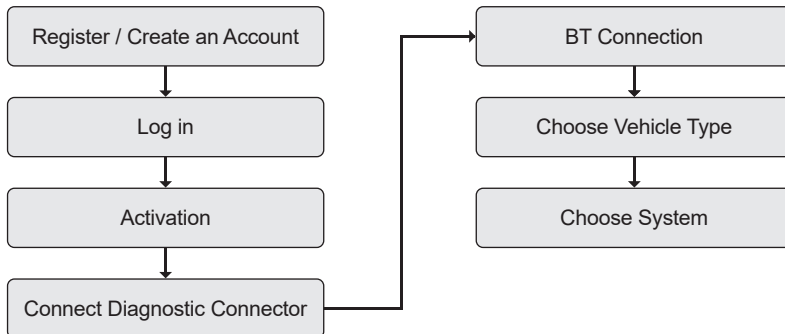 Register / Create an Account
Log in
Activation
Connect Diagnostic Connector
BT Connection
Choose Vehicle Type
Choose System